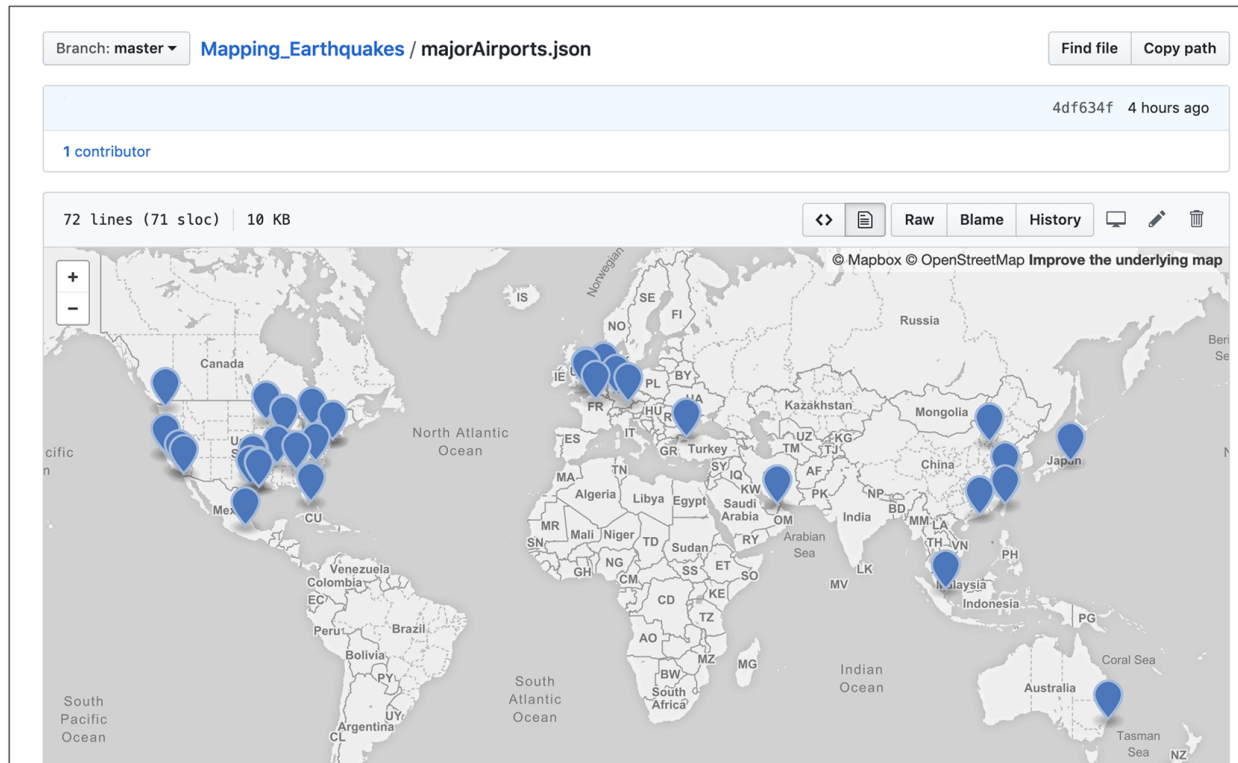 Branch: master
Mapping_Earthquakes / majorAirports.json
Find file
Copy path
4df634f 4 hours ago
1 contributor
72 lines (71 sloc)
10 KB
<>
Raw
Blame
History
© Mapbox © OpenStreetMap Improve the underlying map
+
−
Norwegian
IS
SE
FI
NO
Russia
Canada
IE
PL
BY
UA
FR
HU
Kazakhstan
Mongolia
North Atlantic
Ocean
ES
IT
GR
Turkey
UZ
KG
TM
TJ
China
Japan
MA
TN
SY
IQ
AF
KW
PK
NP
Algeria
Libya
Egypt
Saudi
Arabia
OM
India
BD
MM
LA
CU
MR
Mali
Niger
TD
Sudan
RY
Arabian
Sea
TH
VN
SN
PH
Venezuela
Colombia
GH
NG
CM
SS
ET
SO
LK
MV
Malaysia
EC
CD
KE
Indonesia
Peru
Brazil
TZ
PG
AO
Bolivia
MZ
MG
Coral Sea
PY
BW
Indian
Ocean
South
Africa
Australia
South
Atlantic
Ocean
South
Pacific
Ocean
UY
Argentina
CL
Tasman
Sea
NZ